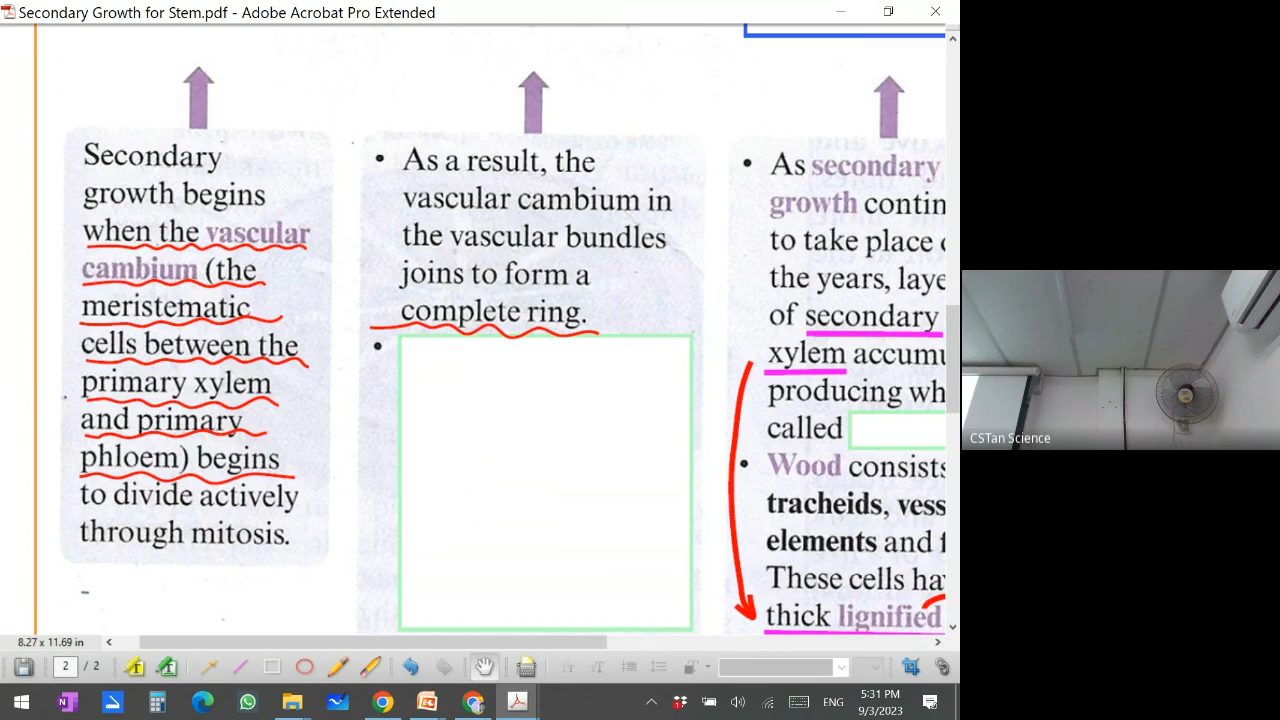 Secondary Growth for Stem.pdf - Adobe Acrobat Pro Extended
Secondary
growth begins
when the vascular
cambium (the
meristematic
cells between the
primary xylem
and primary
phloem) begins
to divide actively
through mitosis.
• As a result, the
vascular cambium in
the vascular bundles
joins to form a
complete ring.
•
• As secondary
growth contin
to take place
the years, laye
of secondary
xylem accumu
producing wh
called
• Wood consists
tracheids, vess
elements and
These cells ha
thick lignified
CSTan Science
8.27 x 11.69 in
2 / 2
ENG
5:31 PM
9/3/2023